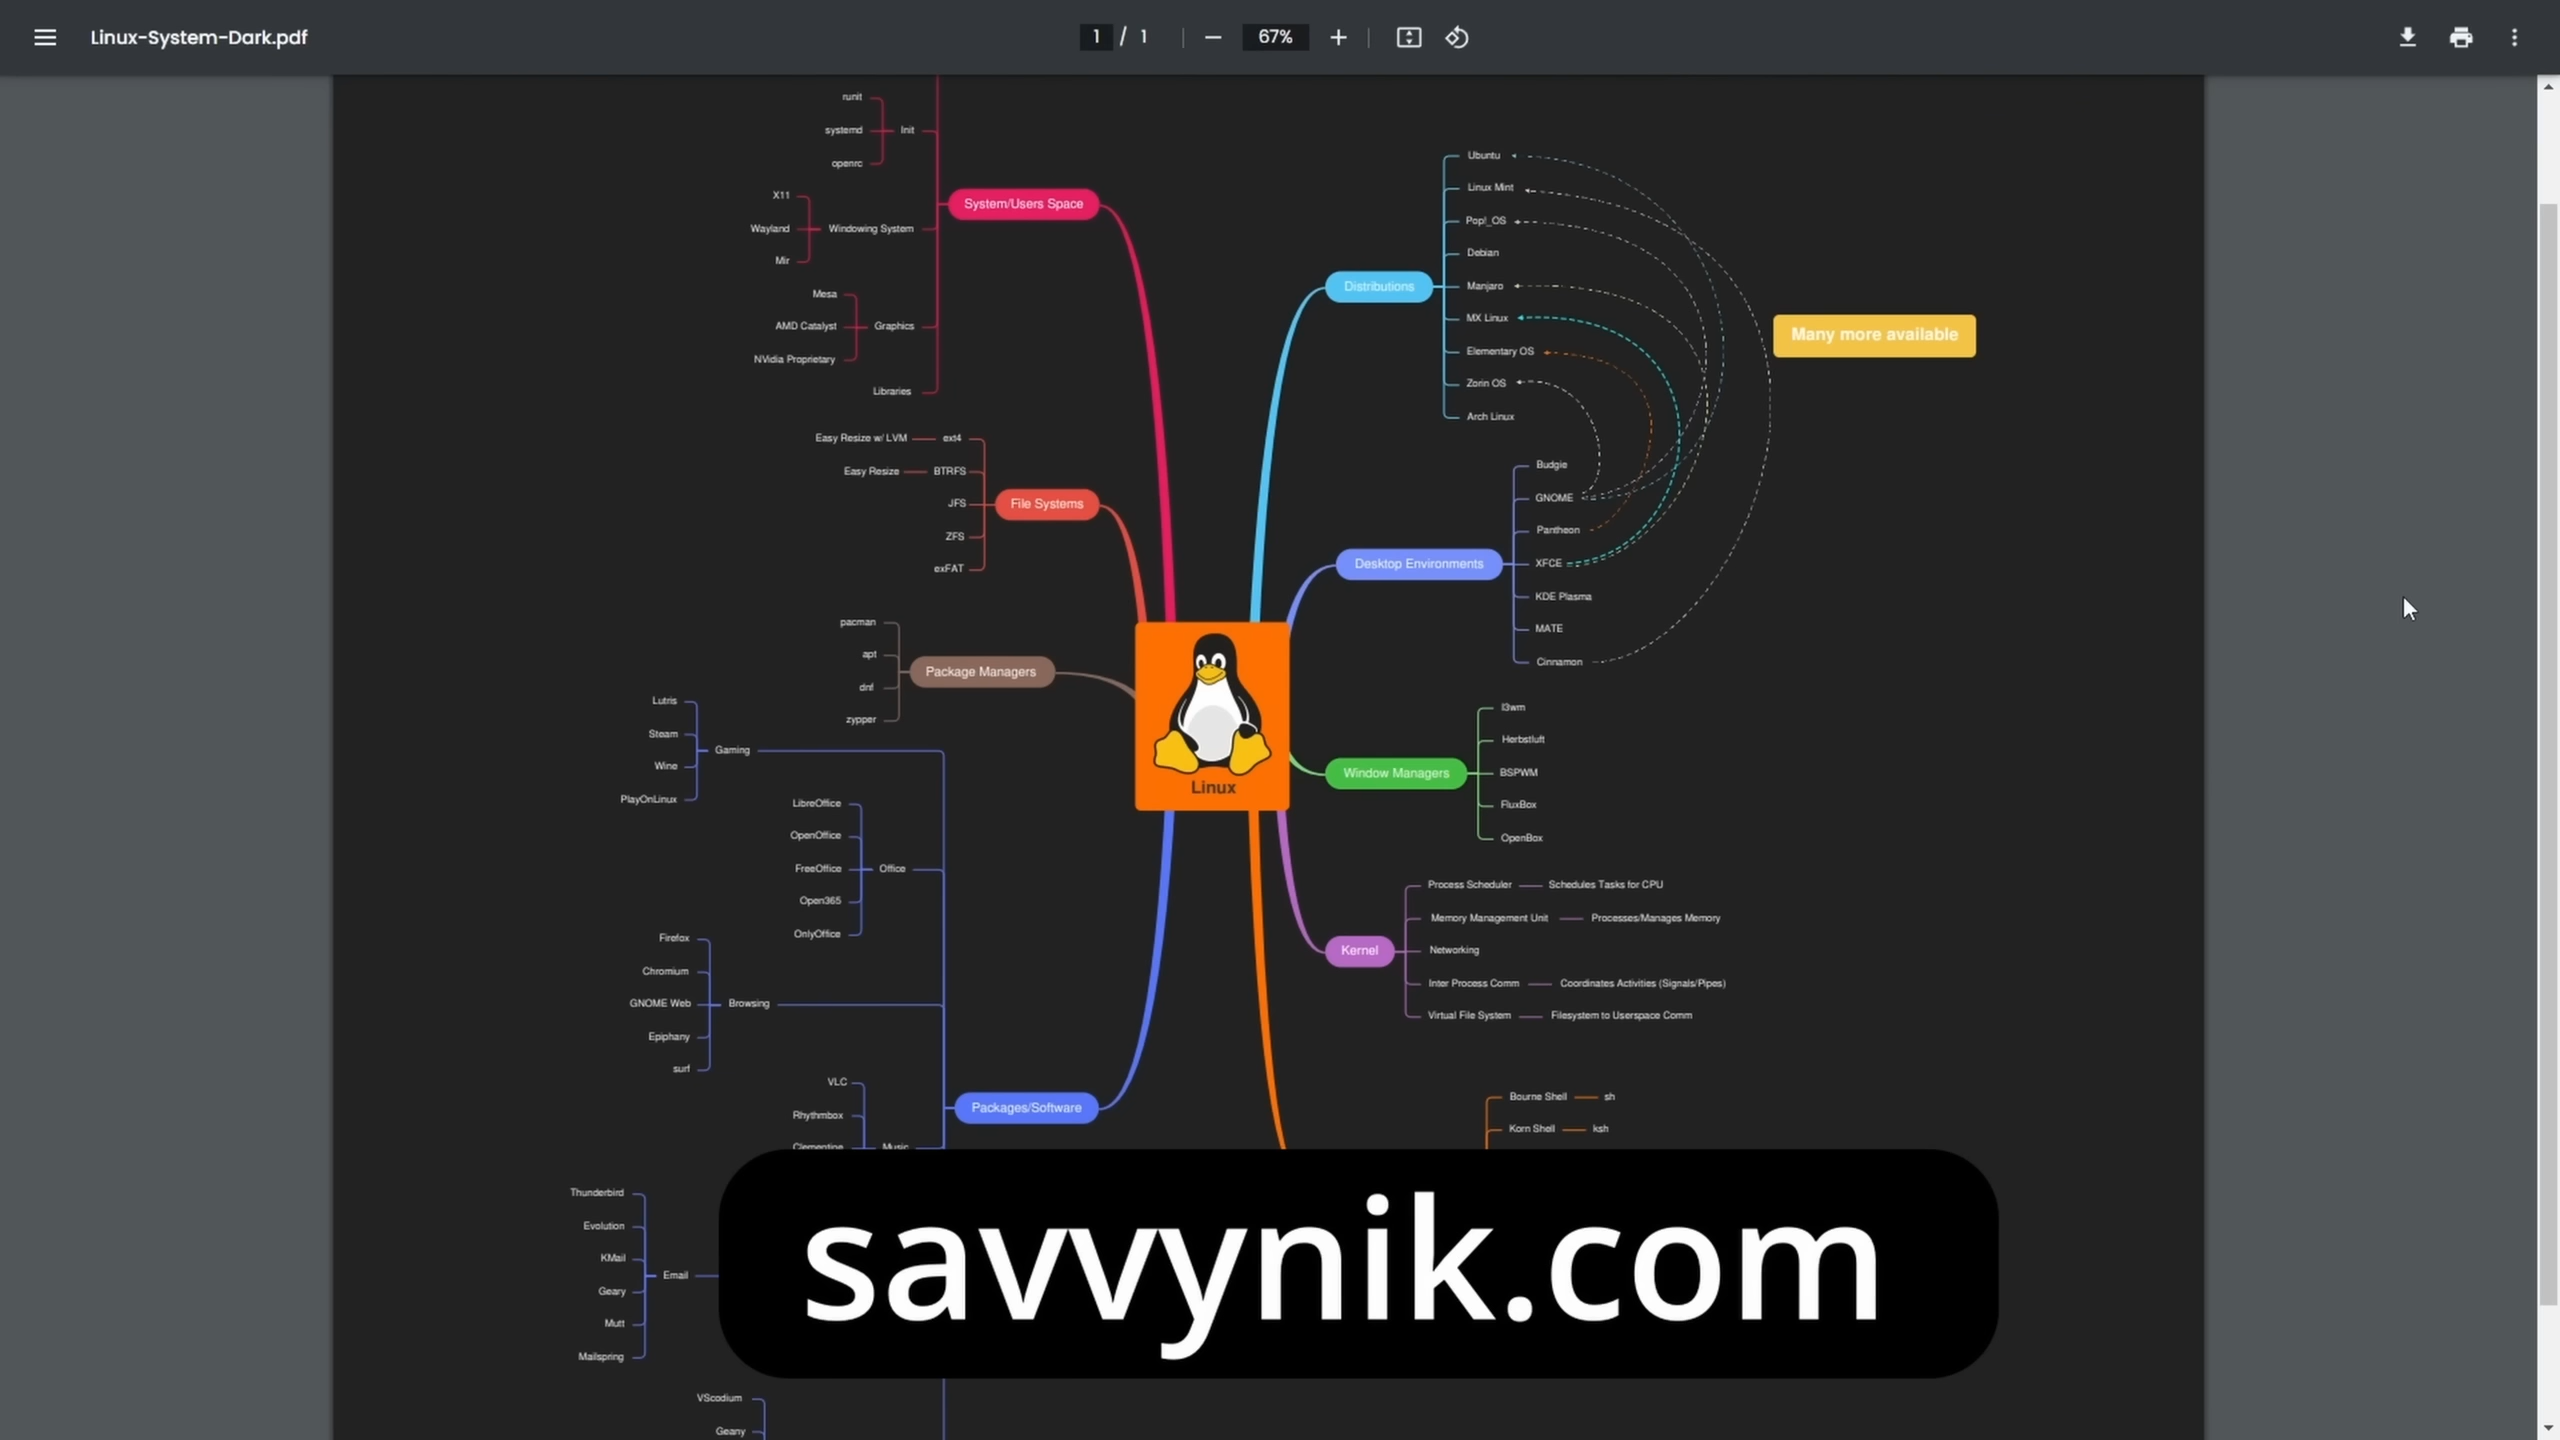 Linux-System-Dark.pdf
1 / 1
67%
runit
systemd
openrc
Init
X11
Wayland
Mir
Windowing System
Mesa
AMD Catalyst
NVidia Proprietary
Graphics
Libraries
System/Users Space
Easy Resize w/ LVM
ext4
Easy Resize
BTRFS
JFS
ZFS
exFAT
File Systems
pacman
apt
dnf
zypper
Package Managers
Lutris
Steam
Wine
PlayOnLinux
Gaming
LibreOffice
OpenOffice
FreeOffice
Open365
OnlyOffice
Office
Firefox
Chromium
GNOME Web
Epiphany
surf
Browsing
VLC
Rhythmbox
Clementine
Music
Packages/Software
Thunderbird
Evolution
KMail
Geary
Mutt
Mailspring
Email
VScodium
Geany
Linux
Distributions
Ubuntu
Linux Mint
Pop!_OS
Debian
Manjaro
MX Linux
Elementary OS
Zorin OS
Arch Linux
Many more available
Desktop Environments
Budgie
GNOME
Pantheon
XFCE
KDE Plasma
MATE
Cinnamon
Window Managers
I3wm
Herbstluft
BSPWM
FluxBox
OpenBox
Kernel
Process Scheduler
Schedules Tasks for CPU
Memory Management Unit
Processes/Manages Memory
Networking
Inter Process Comm
Coordinates Activities (Signals/Pipes)
Virtual File System
Filesystem to Userspace Comm
Bourne Shell
sh
Korn Shell
ksh
savvynik.com